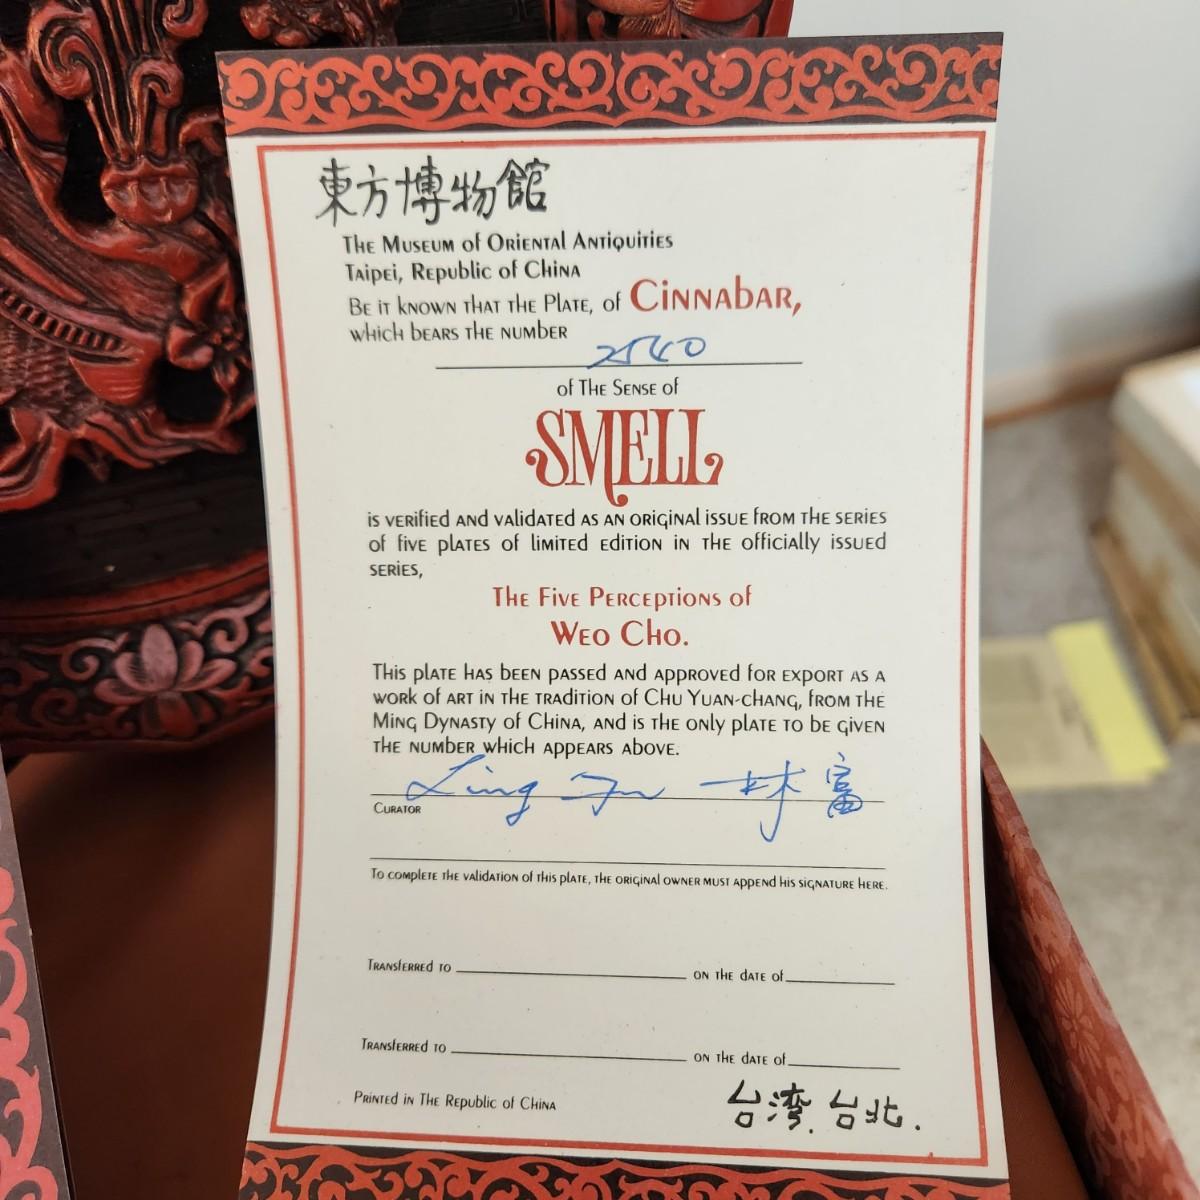 東方博物館
The Museum of Oriental Antiquities
Taipei, Republic of China
Be it known that the Plate, of Cinnabar,
which bears the number
2540
of The Sense of
SMELL
is verified and validated as an original issue from the series
of five plates of limited edition in the officially issued
series,
The Five Perceptions of
Weo Cho.
This plate has been passed and approved for export as a
work of art in the tradition of Chu Yuan-chang, from the
Ming Dynasty of China, and is the only plate to be given
the number which appears above.
Ling Fu 林富
Curator
To complete the validation of this plate, the original owner must append his signature here.
Transferred to on the date of
Transferred to on the date of
Printed in The Republic of China
台湾.台北.